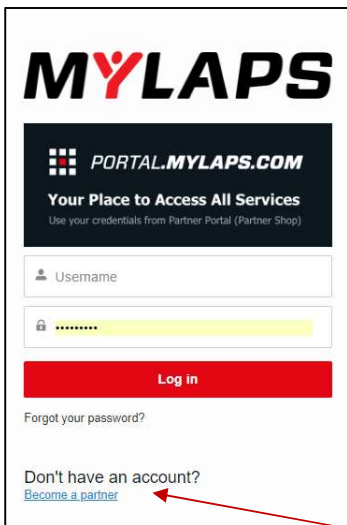 MYLAPS
PORTAL.MYLAPS.COM
Your Place to Access All Services
Use your credentials from Partner Portal (Partner Shop)
Username
•••••••••
Log in
Forgot your password?
Don't have an account?
Become a partner